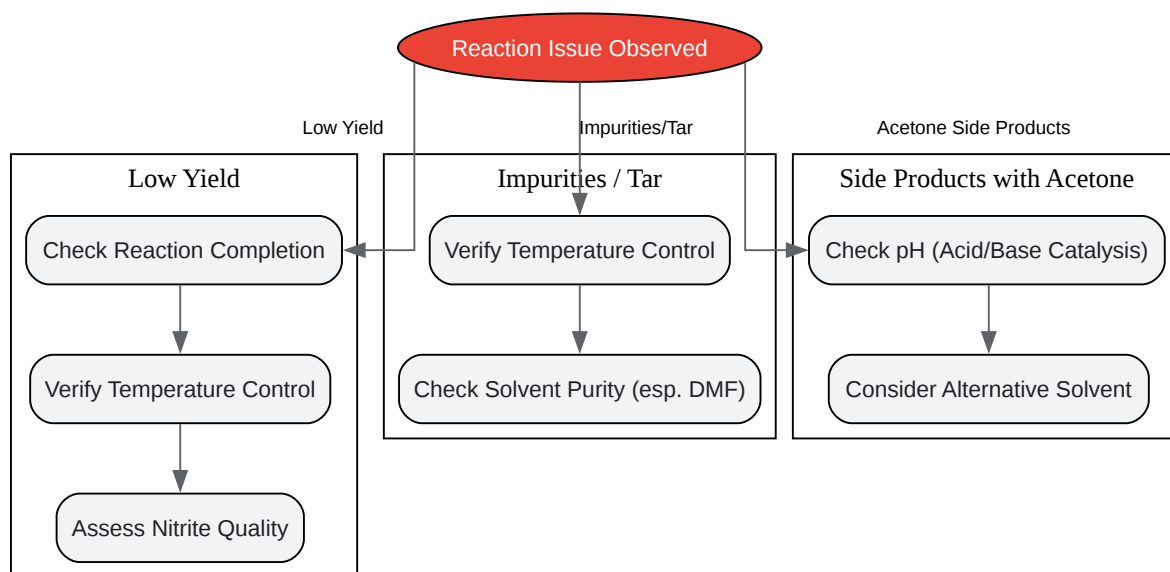 Reaction Issue Observed
Low Yield
Impurities/Tar
Acetone Side Products
Low Yield
Impurities / Tar
Side Products with Acetone
Check Reaction Completion
Verify Temperature Control
Check pH (Acid/Base Catalysis)
Verify Temperature Control
Check Solvent Purity (esp. DMF)
Consider Alternative Solvent
Assess Nitrite Quality